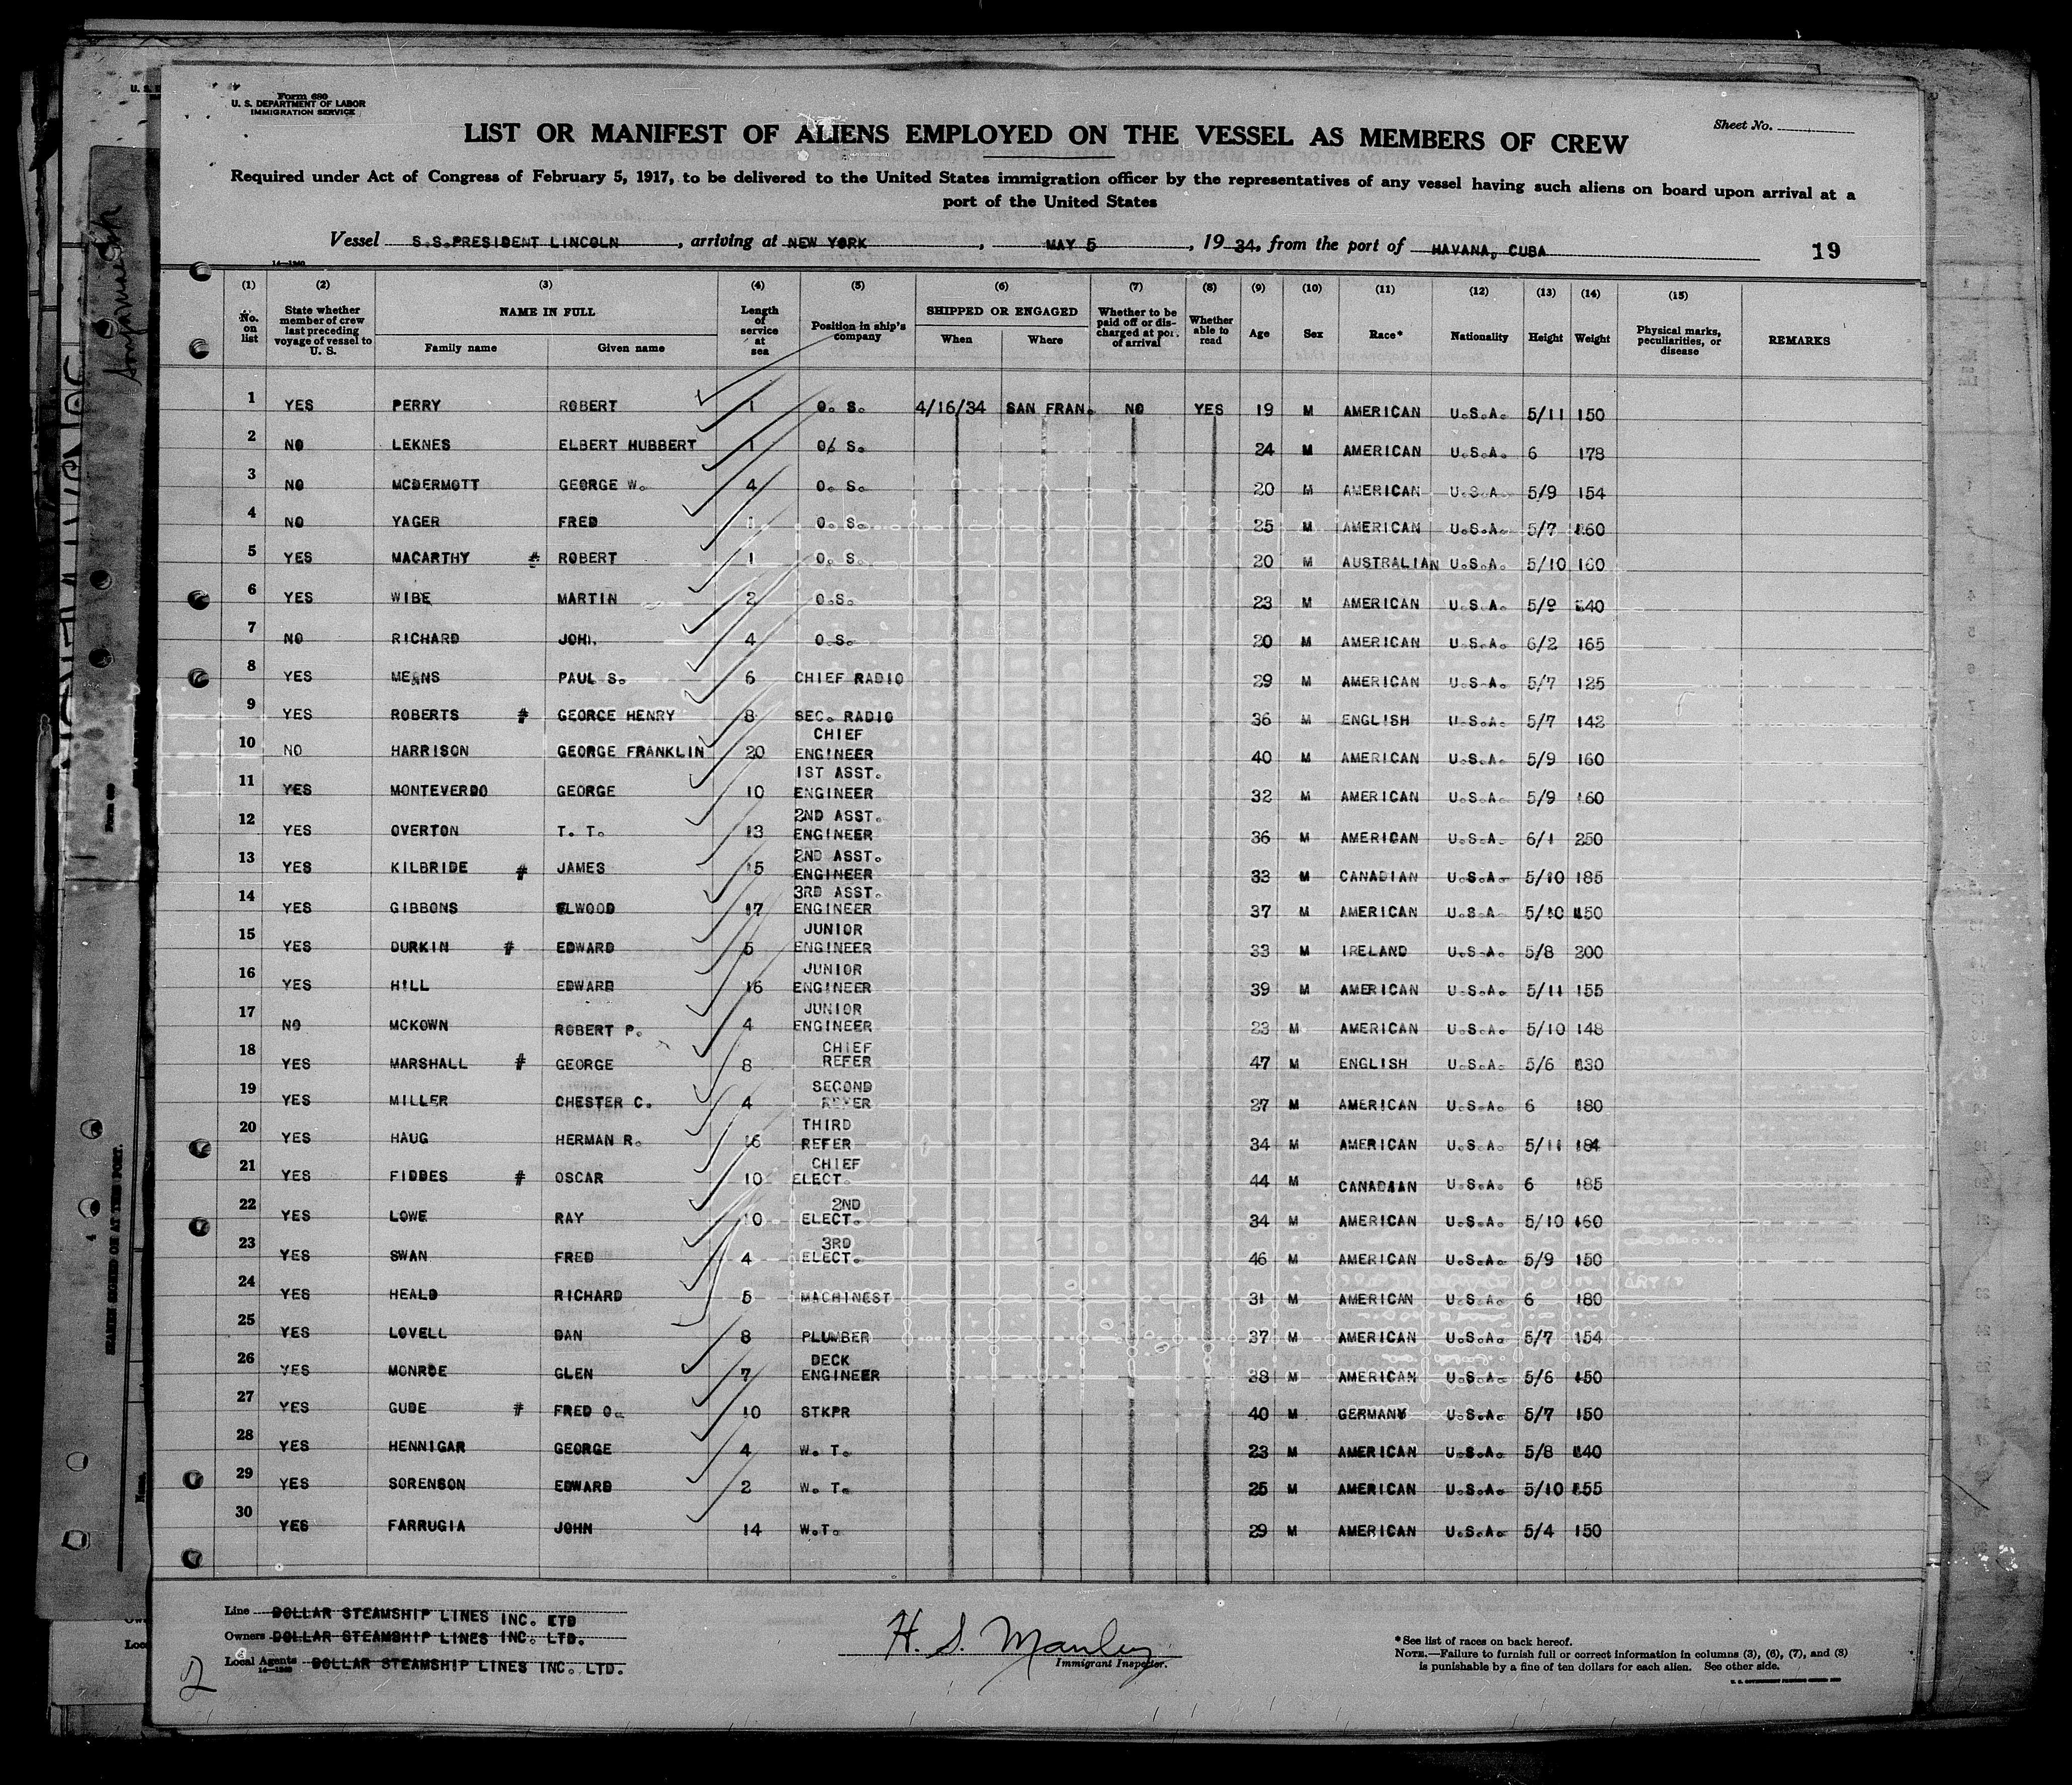 Form 680
U. S. DEPARTMENT OF LABOR
IMMIGRATION SERVICE
Sheet No.
LIST OR MANIFEST OF ALIENS EMPLOYED ON THE VESSEL AS MEMBERS OF CREW
Required under Act of Congress of February 5, 1917, to be delivered to the United States immigration officer by the representatives of any vessel having such aliens on board upon arrival at a
port of the United States
Vessel S.S.PRESIDENT LINCOLN, arriving at NEW YORK, MAY 5, 19 34, from the port of HAVANA, CUBA 19
14—1240
(1) (2) (3) (4) (5) (6) (7) (8) (9) (10) (11) (12) (13) (14) (15)
No. on list State whether member of crew last preceding voyage of vessel to U. S. NAME IN FULL Family name Given name Length of service at sea Position in ship's company SHIPPED OR ENGAGED When Where Whether to be paid off or discharged at port of arrival Whether able to read Age Sex Race* Nationality Height Weight Physical marks, peculiarities, or disease REMARKS
1 YES PERRY ROBERT 1 O. S. 4/16/34 SAN FRAN. NO YES 19 M AMERICAN U.S.A. 5/11 150
2 NO LEKNES ELBERT HUBBERT 1 O/ S. 24 M AMERICAN U.S.A. 6 178
3 NO MCDERMOTT GEORGE W. 4 O. S. 20 M AMERICAN U.S.A. 5/9 154
4 NO YAGER FRED 1 O. S. 25 M AMERICAN U.S.A. 5/7 160
5 YES MACARTHY # ROBERT 1 O. S. 20 M AUSTRALIAN U.S.A. 5/10 160
6 YES WIBE MARTIN 2 O.S. 23 M AMERICAN U.S.A. 5/9 140
7 NO RICHARD JOHN 4 O.S. 20 M AMERICAN U.S.A. 6/2 165
8 YES MEANS PAUL S. 6 CHIEF RADIO 29 M AMERICAN U.S.A. 5/7 125
9 YES ROBERTS # GEORGE HENRY 8 SEC. RADIO 36 M ENGLISH U.S.A. 5/7 142
10 NO HARRISON GEORGE FRANKLIN 20 CHIEF ENGINEER 40 M AMERICAN U.S.A. 5/9 160
11 YES MONTEVERDO GEORGE 10 1ST ASST. ENGINEER 32 M AMERICAN U.S.A. 5/9 160
12 YES OVERTON T. T. 13 2ND ASST. ENGINEER 36 M AMERICAN U.S.A. 6/1 250
13 YES KILBRIDE # JAMES 15 2ND ASST. ENGINEER 33 M CANADIAN U.S.A. 5/10 185
14 YES GIBBONS ELWOOD 17 3RD ASST. ENGINEER 37 M AMERICAN U.S.A. 5/10 150
15 YES DURKIN # EDWARD 5 JUNIOR ENGINEER 33 M IRELAND U.S.A. 5/8 200
16 YES HILL EDWARD 16 JUNIOR ENGINEER 39 M AMERICAN U.S.A. 5/11 155
17 NO MCKOWN ROBERT P. 4 JUNIOR ENGINEER 23 M AMERICAN U.S.A. 5/10 148
18 YES MARSHALL # GEORGE 8 CHIEF REFER 47 M ENGLISH U.S.A. 5/6 130
19 YES MILLER CHESTER C. 4 SECOND REFER 27 M AMERICAN U.S.A. 6 180
20 YES HAUG HERMAN R. 16 THIRD REFER 34 M AMERICAN U.S.A. 5/11 184
21 YES FIDDES # OSCAR 10 CHIEF ELECT. 44 M CANADIAN U.S.A. 6 185
22 YES LOWE RAY 10 2ND ELECT. 34 M AMERICAN U.S.A. 5/10 160
23 YES SWAN FRED 4 3RD ELECT. 46 M AMERICAN U.S.A. 5/9 150
24 YES HEALD RICHARD 5 MACHINEST 31 M AMERICAN U.S.A. 6 180
25 YES LOVELL DAN 8 PLUMBER 37 M AMERICAN U.S.A. 5/7 154
26 YES MONROE GLEN 7 DECK ENGINEER 38 M AMERICAN U.S.A. 5/6 150
27 YES GUDE # FRED O. 10 STKPR 40 M GERMANY U.S.A. 5/7 150
28 YES HENNIGAR GEORGE 4 W. T. 23 M AMERICAN U.S.A. 5/8 140
29 YES SORENSON EDWARD 2 W. T. 25 M AMERICAN U.S.A. 5/10 155
30 YES FARRUGIA JOHN 14 W.T. 29 M AMERICAN U.S.A. 5/4 150
Line DOLLAR STEAMSHIP LINES INC. LTD
Owners DOLLAR STEAMSHIP LINES INC. LTD.
Local Agents DOLLAR STEAMSHIP LINES INC. LTD.
14—1240
2
H. S. Manley
Immigrant Inspector.
*See list of races on back hereof.
NOTE.—Failure to furnish full or correct information in columns (3), (6), (7), and (8)
is punishable by a fine of ten dollars for each alien. See other side.
SEAMEN SIGNED ON AT THIS PORT.